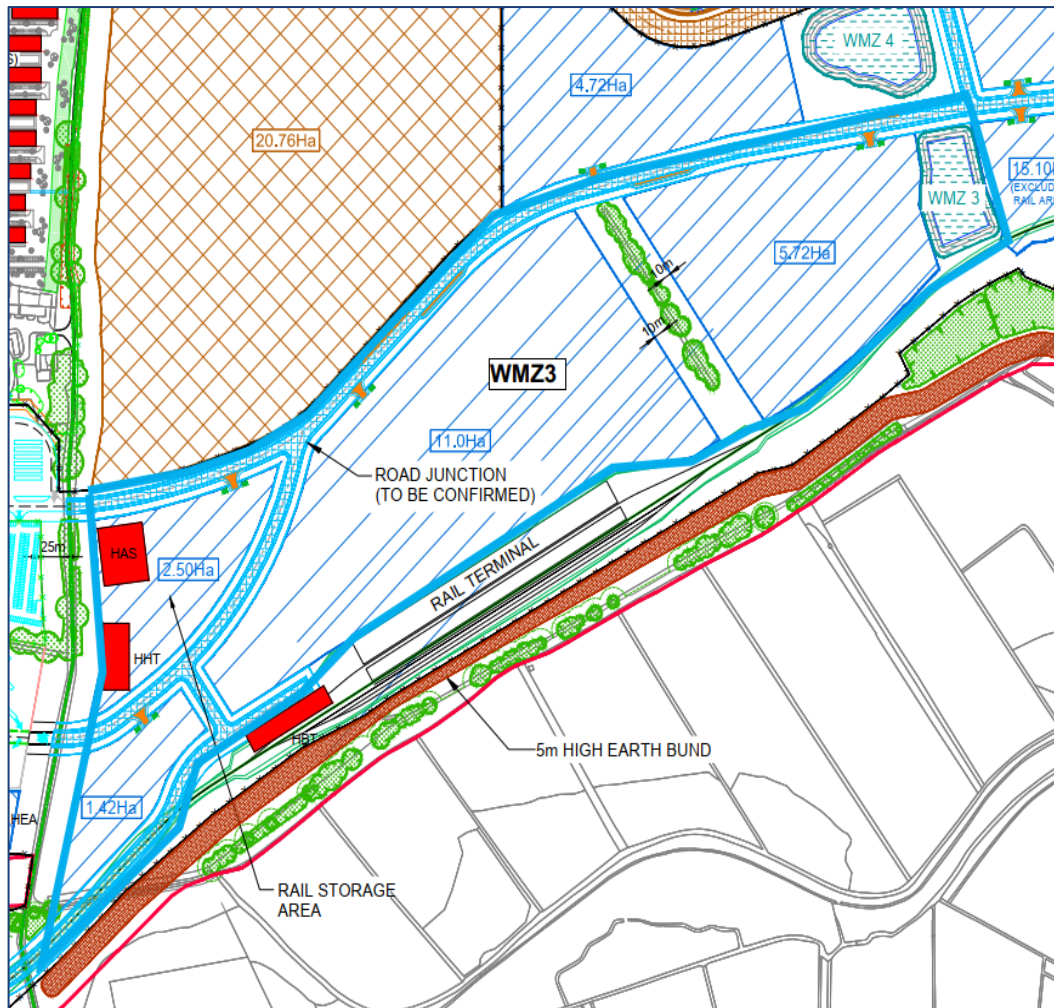 WMZ 4
S)
4.72Ha
20.76Ha
15.10
(EXCLUD
RAIL AR
WMZ 3
5.72Ha
10m
10m
WMZ3
11.0Ha
ROAD JUNCTION
(TO BE CONFIRMED)
25m
HAS
2.50Ha
RAIL TERMINAL
HHT
HBT
5m HIGH EARTH BUND
1.42Ha
HEA
RAIL STORAGE
AREA